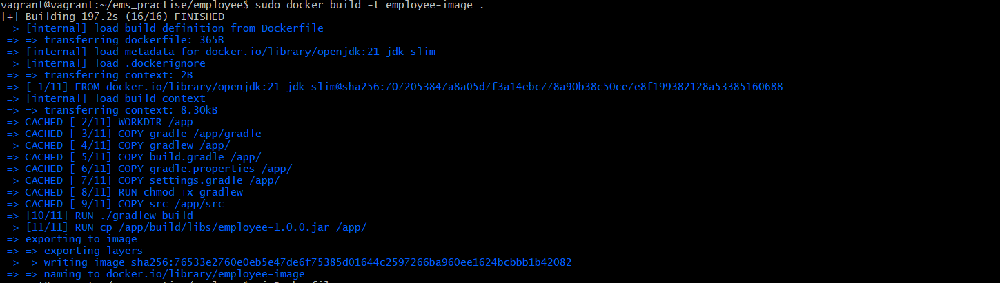 vagrant@vagrant:~/ems_practise/employee$ sudo docker build -t employee-image .
[+] Building 197.2s (16/16) FINISHED
=> [internal] load build definition from Dockerfile
=> => transferring dockerfile: 365B
=> [internal] load metadata for docker.io/library/openjdk:21-jdk-slim
=> [internal] load .dockerignore
=> => transferring context: 2B
=> [ 1/11] FROM docker.io/library/openjdk:21-jdk-slim@sha256:7072053847a8a05d7f3a14ebc778a90b38c50ce7e8f199382128a53385160688
=> [internal] load build context
=> => transferring context: 8.30kB
=> CACHED [ 2/11] WORKDIR /app
=> CACHED [ 3/11] COPY gradle /app/gradle
=> CACHED [ 4/11] COPY gradlew /app/
=> CACHED [ 5/11] COPY build.gradle /app/
=> CACHED [ 6/11] COPY gradle.properties /app/
=> CACHED [ 7/11] COPY settings.gradle /app/
=> CACHED [ 8/11] RUN chmod +x gradlew
=> CACHED [ 9/11] COPY src /app/src
=> [10/11] RUN ./gradlew build
=> [11/11] RUN cp /app/build/libs/employee-1.0.0.jar /app/
=> exporting to image
=> => exporting layers
=> => writing image sha256:76533e2760e0eb5e47de6f75385d01644c2597266ba960ee1624bcbbb1b42082
=> => naming to docker.io/library/employee-image